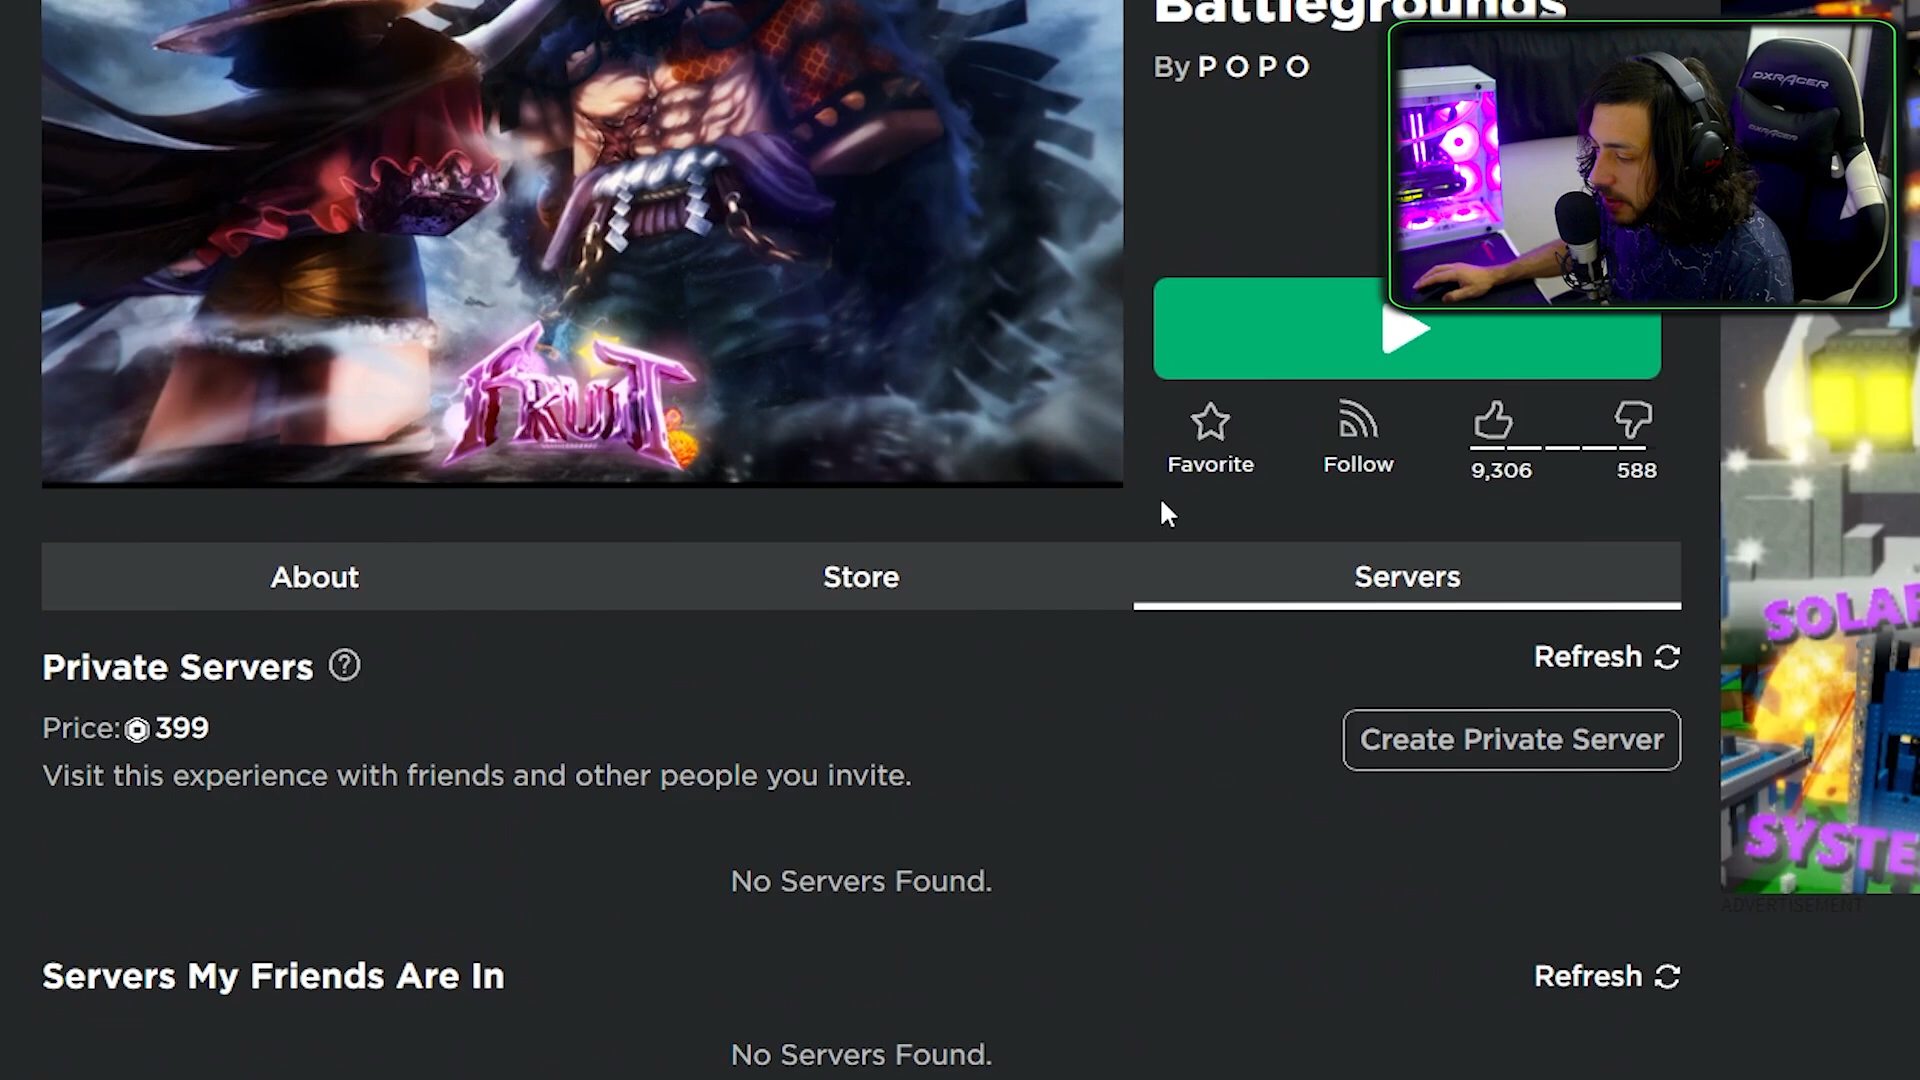 Battlegrounds
By P O P O
DXRACER
DXRACER
FRUIT
Favorite
Follow
9,306
588
About
Store
Servers
Private Servers
Refresh
Price: 399
Create Private Server
Visit this experience with friends and other people you invite.
No Servers Found.
SOLAR
SYSTE
ADVERTISEMENT
Servers My Friends Are In
Refresh
No Servers Found.